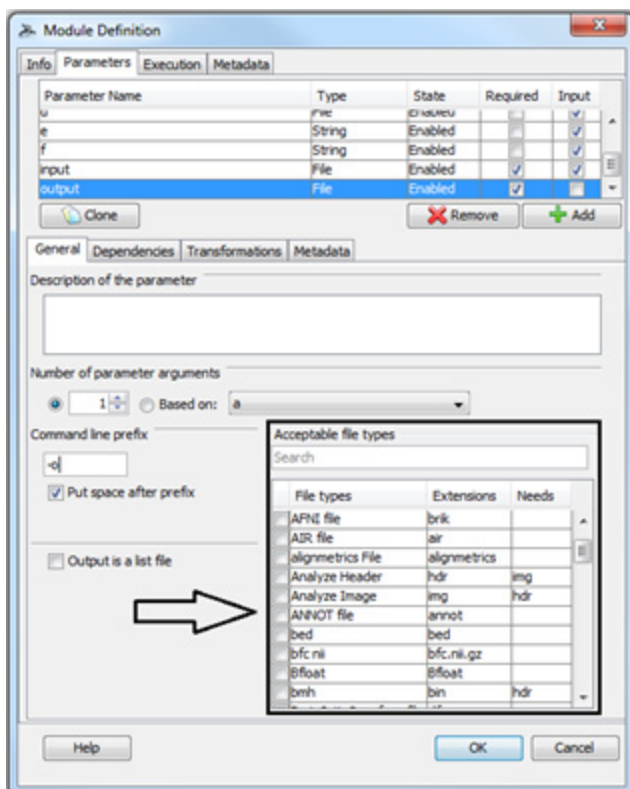 Module Definition
Info Parameters Execution Metadata
Parameter Name Type State Required Input
File Enabled
e String Enabled
f String Enabled
input File Enabled
output File Enabled
Clone Remove Add
General Dependencies Transformations Metadata
Description of the parameter
Number of parameter arguments
1 Based on: a
Command line prefix
-o
Put space after prefix
Output is a list file
Acceptable file types
Search
File types Extensions Needs
AFNI file brik
AIR file air
alignmetrics File alignmetrics
Analyze Header hdr img
Analyze Image img hdr
ANNOT file annot
bed bed
bfc nii bfc.nii.gz
Bfloat Bfloat
bmh bin hdr
Help OK Cancel